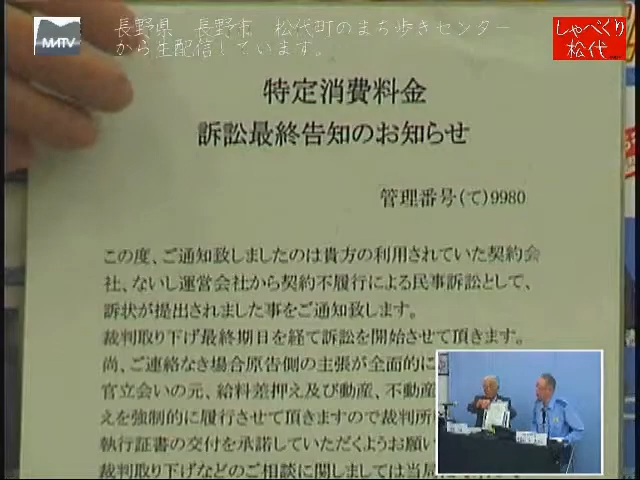 MATV
長野県　長野市　松代町のまち歩きセンター
から生配信しています。
しゃべくり
松代
特定消費料金
訴訟最終告知のお知らせ
管理番号(て)9980
この度、ご通知致しましたのは貴方の利用されていた契約会
社、ないし運営会社から契約不履行による民事訴訟として、
訴状が提出されました事をご通知致します。
裁判取り下げ最終期日を経て訴訟を開始させて頂きます。
尚、ご連絡なき場合原告側の主張が全面的に
官立会いの元、給料差押え及び動産、不動産
えを強制的に履行させて頂きますので裁判所
執行証書の交付を承諾していただくようお願い
裁判取り下げなどのご相談に関しましては当局